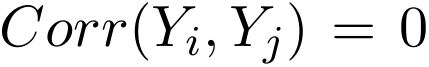 Corr(Y_i, Y_j) = 0